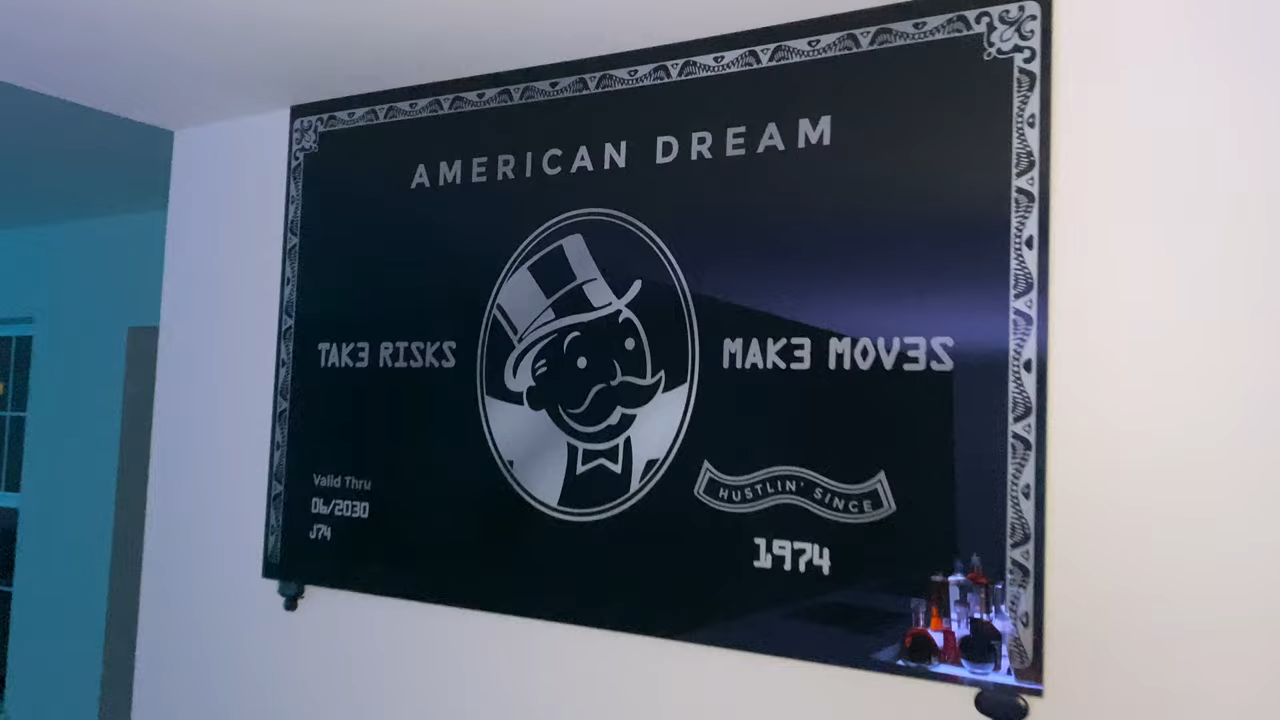 AMERICAN DREAM
TAK3 RISKS
MAK3 MOV3S
Valid Thru
06/2030
J74
HUSTLIN' SINCE
1974